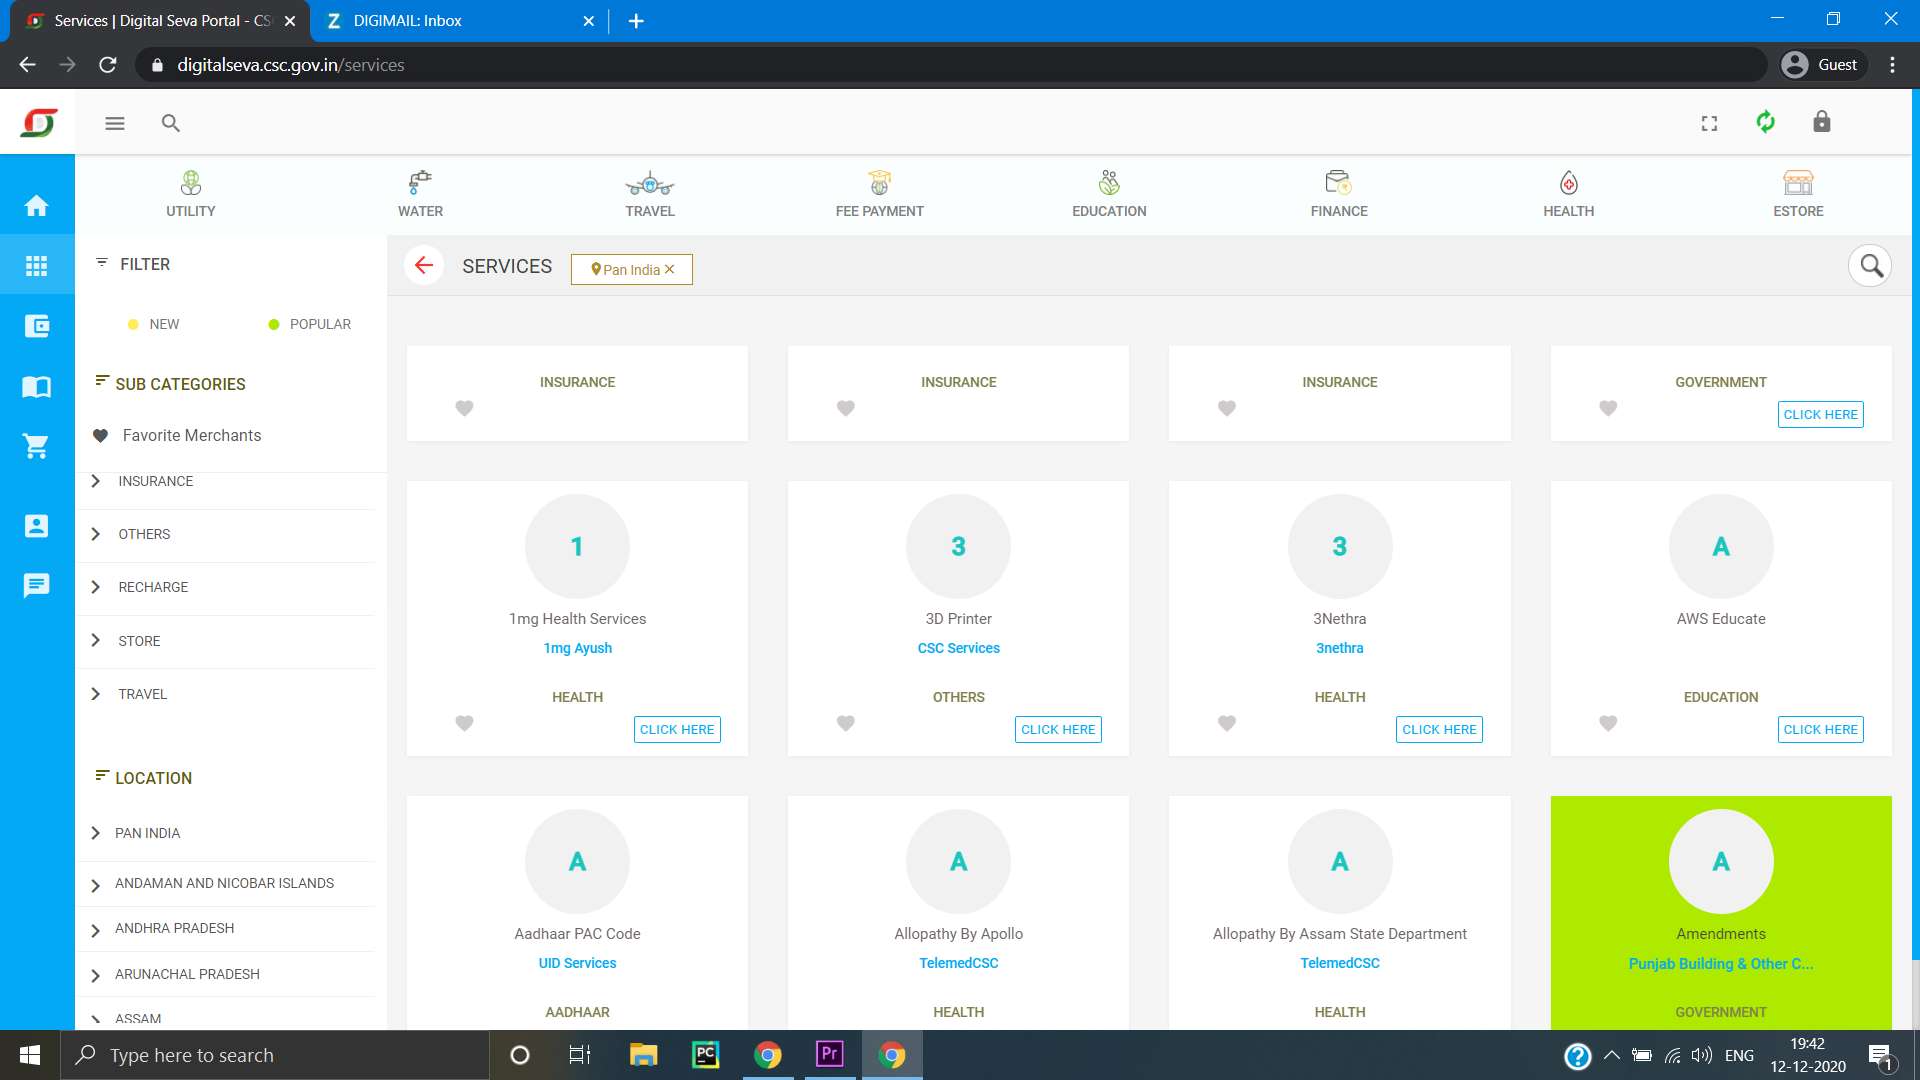 Services | Digital Seva Portal - CS
DIGIMAIL: Inbox
digitalseva.csc.gov.in/services
Guest
UTILITY
WATER
TRAVEL
FEE PAYMENT
EDUCATION
FINANCE
HEALTH
ESTORE
FILTER
NEW
POPULAR
SUB CATEGORIES
Favorite Merchants
INSURANCE
OTHERS
RECHARGE
STORE
TRAVEL
LOCATION
PAN INDIA
ANDAMAN AND NICOBAR ISLANDS
ANDHRA PRADESH
ARUNACHAL PRADESH
ASSAM
SERVICES
Pan India
INSURANCE
INSURANCE
INSURANCE
GOVERNMENT
CLICK HERE
1
1mg Health Services
1mg Ayush
HEALTH
CLICK HERE
3
3D Printer
CSC Services
OTHERS
CLICK HERE
3
3Nethra
3nethra
HEALTH
CLICK HERE
A
AWS Educate
EDUCATION
CLICK HERE
A
Aadhaar PAC Code
UID Services
AADHAAR
A
Allopathy By Apollo
TelemedCSC
HEALTH
A
Allopathy By Assam State Department
TelemedCSC
HEALTH
A
Amendments
Punjab Building & Other C...
GOVERNMENT
Type here to search
PC
Pr
ENG
19:42
12-12-2020
1